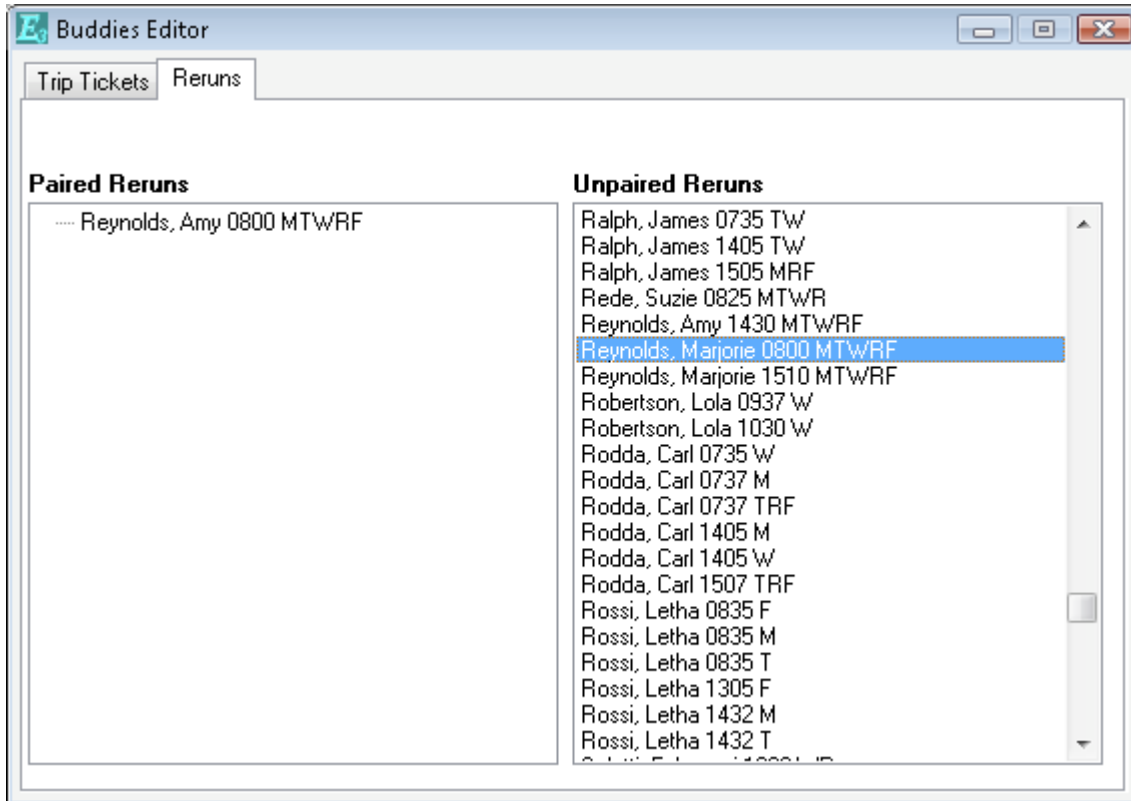 Buddies Editor
Trip Tickets
Reruns
Paired Reruns
Reynolds, Amy 0800 MTWRF
Unpaired Reruns
Ralph, James 0735 TW
Ralph, James 1405 TW
Ralph, James 1505 MRF
Rede, Suzie 0825 MTWR
Reynolds, Amy 1430 MTWRF
Reynolds, Marjorie 0800 MTWRF
Reynolds, Marjorie 1510 MTWRF
Robertson, Lola 0937 W
Robertson, Lola 1030 W
Rodda, Carl 0735 W
Rodda, Carl 0737 M
Rodda, Carl 0737 TRF
Rodda, Carl 1405 M
Rodda, Carl 1405 W
Rodda, Carl 1507 TRF
Rossi, Letha 0835 F
Rossi, Letha 0835 M
Rossi, Letha 0835 T
Rossi, Letha 1305 F
Rossi, Letha 1432 M
Rossi, Letha 1432 T